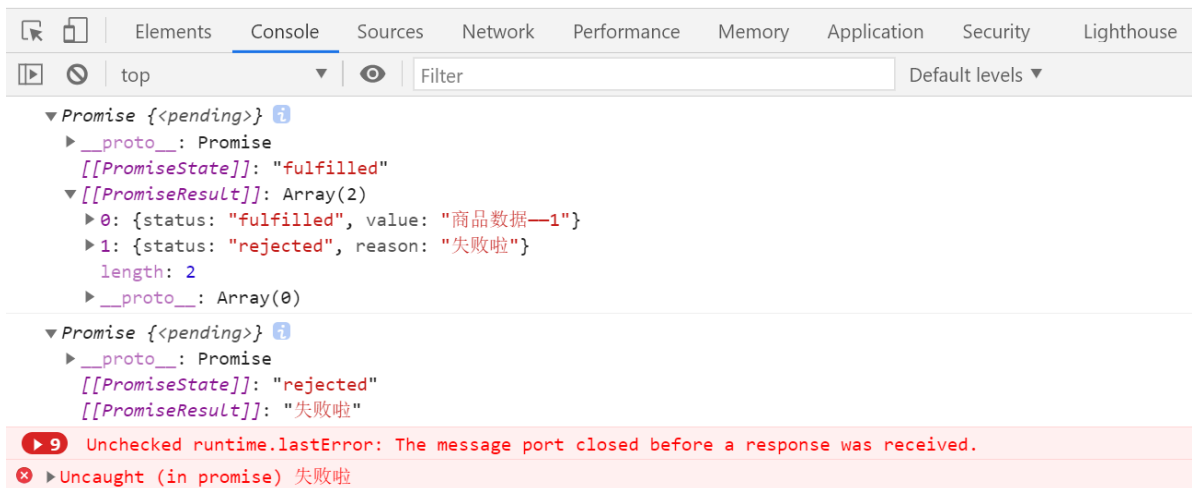 Elements Console Sources Network Performance Memory Application Security Lighthouse
top Filter Default levels
Promise {<pending>}
__proto__: Promise
[[PromiseState]]: "fulfilled"
[[PromiseResult]]: Array(2)
0: {status: "fulfilled", value: "商品数据——1"}
1: {status: "rejected", reason: "失败啦"}
length: 2
__proto__: Array(0)
Promise {<pending>}
__proto__: Promise
[[PromiseState]]: "rejected"
[[PromiseResult]]: "失败啦"
9 Unchecked runtime.lastError: The message port closed before a response was received.
Uncaught (in promise) 失败啦